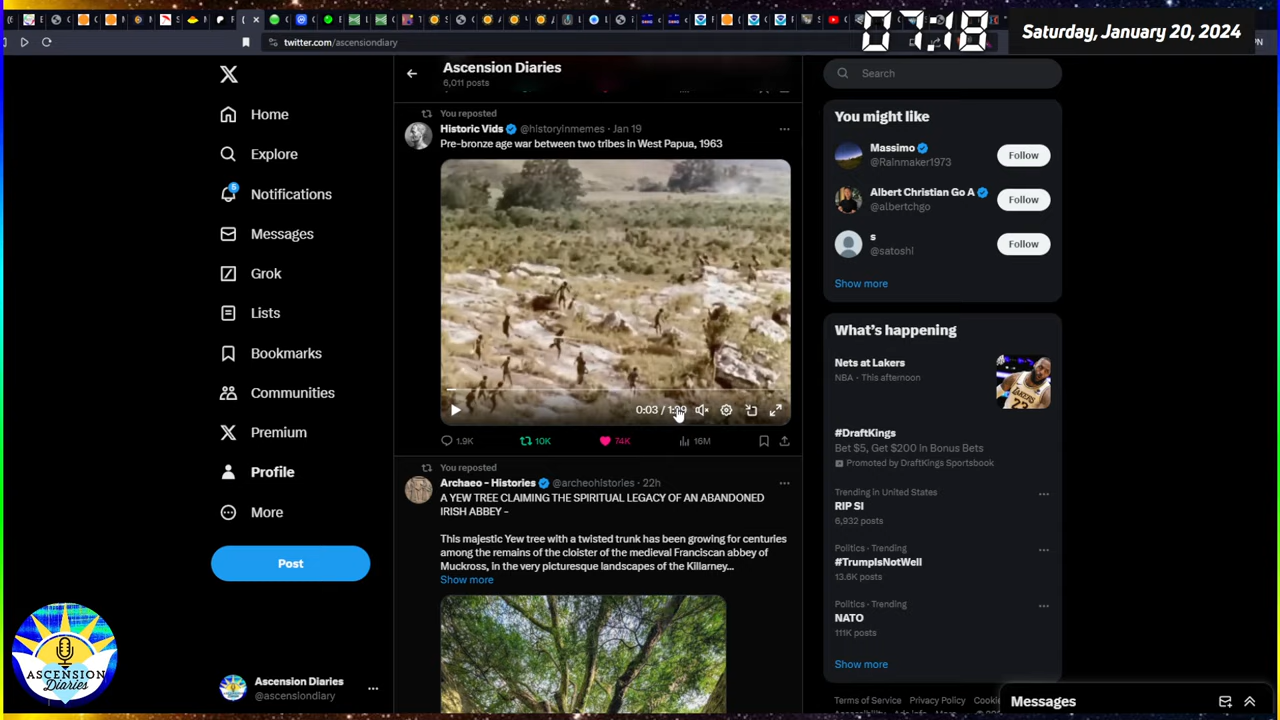 07:18
Saturday, January 20, 2024
twitter.com/ascensiondiary
Home
Explore
5
Notifications
Messages
Grok
Lists
Bookmarks
Communities
Premium
Profile
More
Post
Ascension Diaries
@ascensiondiary
ASCENSION
Diaries
Ascension Diaries
6,011 posts
You reposted
Historic Vids @historyinmemes · Jan 19
Pre-bronze age war between two tribes in West Papua, 1963
0:03
1.9K 10K 74K 16M
You reposted
Archaeo - Histories @archeohistories · 22h
A YEW TREE CLAIMING THE SPIRITUAL LEGACY OF AN ABANDONED
IRISH ABBEY -
This majestic Yew tree with a twisted trunk has been growing for centuries
among the remains of the cloister of the medieval Franciscan abbey of
Muckross, in the very picturesque landscapes of the Killarney...
Show more
Search
You might like
Massimo
@Rainmaker1973
Follow
Albert Christian Go A
@albertchgo
Follow
s
@satoshi
Follow
Show more
What's happening
Nets at Lakers
NBA · This afternoon
#DraftKings
Bet $5, Get $200 in Bonus Bets
Promoted by DraftKings Sportsbook
Trending in United States
RIP SI
6,932 posts
Politics · Trending
#TrumpIsNotWell
13.6K posts
Politics · Trending
NATO
111K posts
Show more
Terms of Service Privacy Policy
Messages